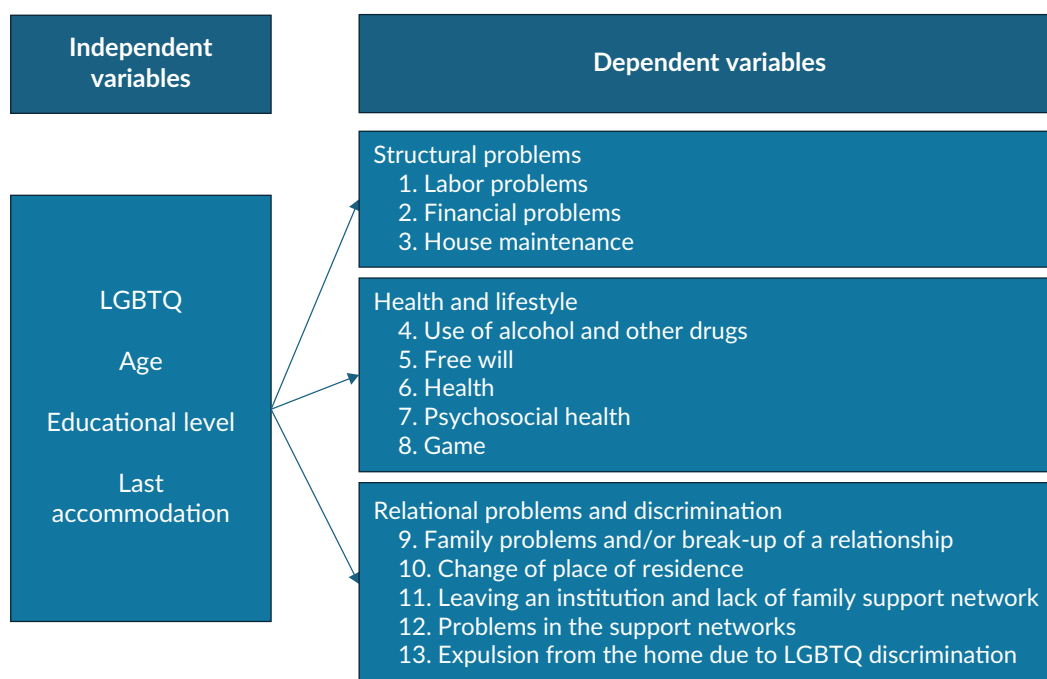 Independent
variables
Dependent variables
LGBTQ
Age
Educational level
Last
accommodation
Structural problems
1. Labor problems
2. Financial problems
3. House maintenance
Health and lifestyle
4. Use of alcohol and other drugs
5. Free will
6. Health
7. Psychosocial health
8. Game
Relational problems and discrimination
9. Family problems and/or break-up of a relationship
10. Change of place of residence
11. Leaving an institution and lack of family support network
12. Problems in the support networks
13. Expulsion from the home due to LGBTQ discrimination